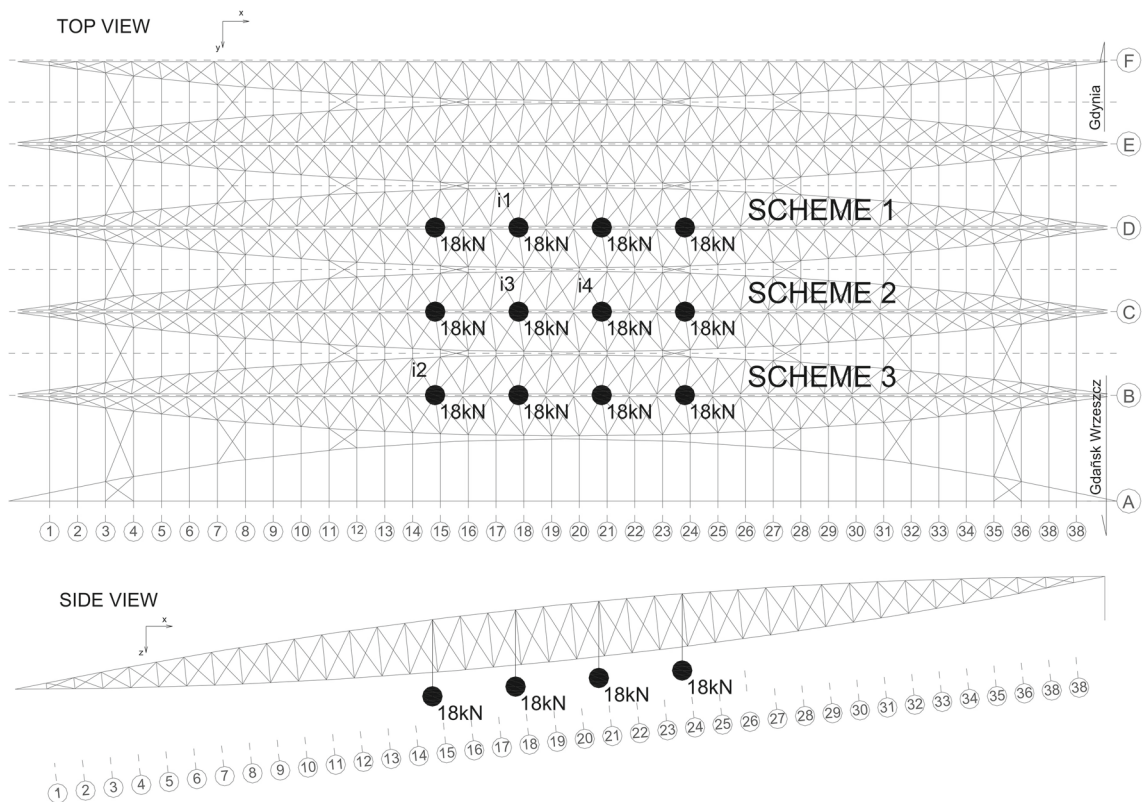 TOP VIEW
x
y
F
Gdynia
E
i1
SCHEME 1
D
18kN 18kN 18kN 18kN
i3 i4
SCHEME 2
C
18kN 18kN 18kN 18kN
i2
SCHEME 3
B
18kN 18kN 18kN 18kN
Gdańsk Wrzeszcz
A
1 2 3 4 5 6 7 8 9 10 11 12 13 14 15 16 17 18 19 20 21 22 23 24 25 26 27 28 29 30 31 32 33 34 35 36 38 38
SIDE VIEW
x
z
18kN 18kN 18kN 18kN
1 2 3 4 5 6 7 8 9 10 11 12 13 14 15 16 17 18 19 20 21 22 23 24 25 26 27 28 29 30 31 32 33 34 35 36 38 38